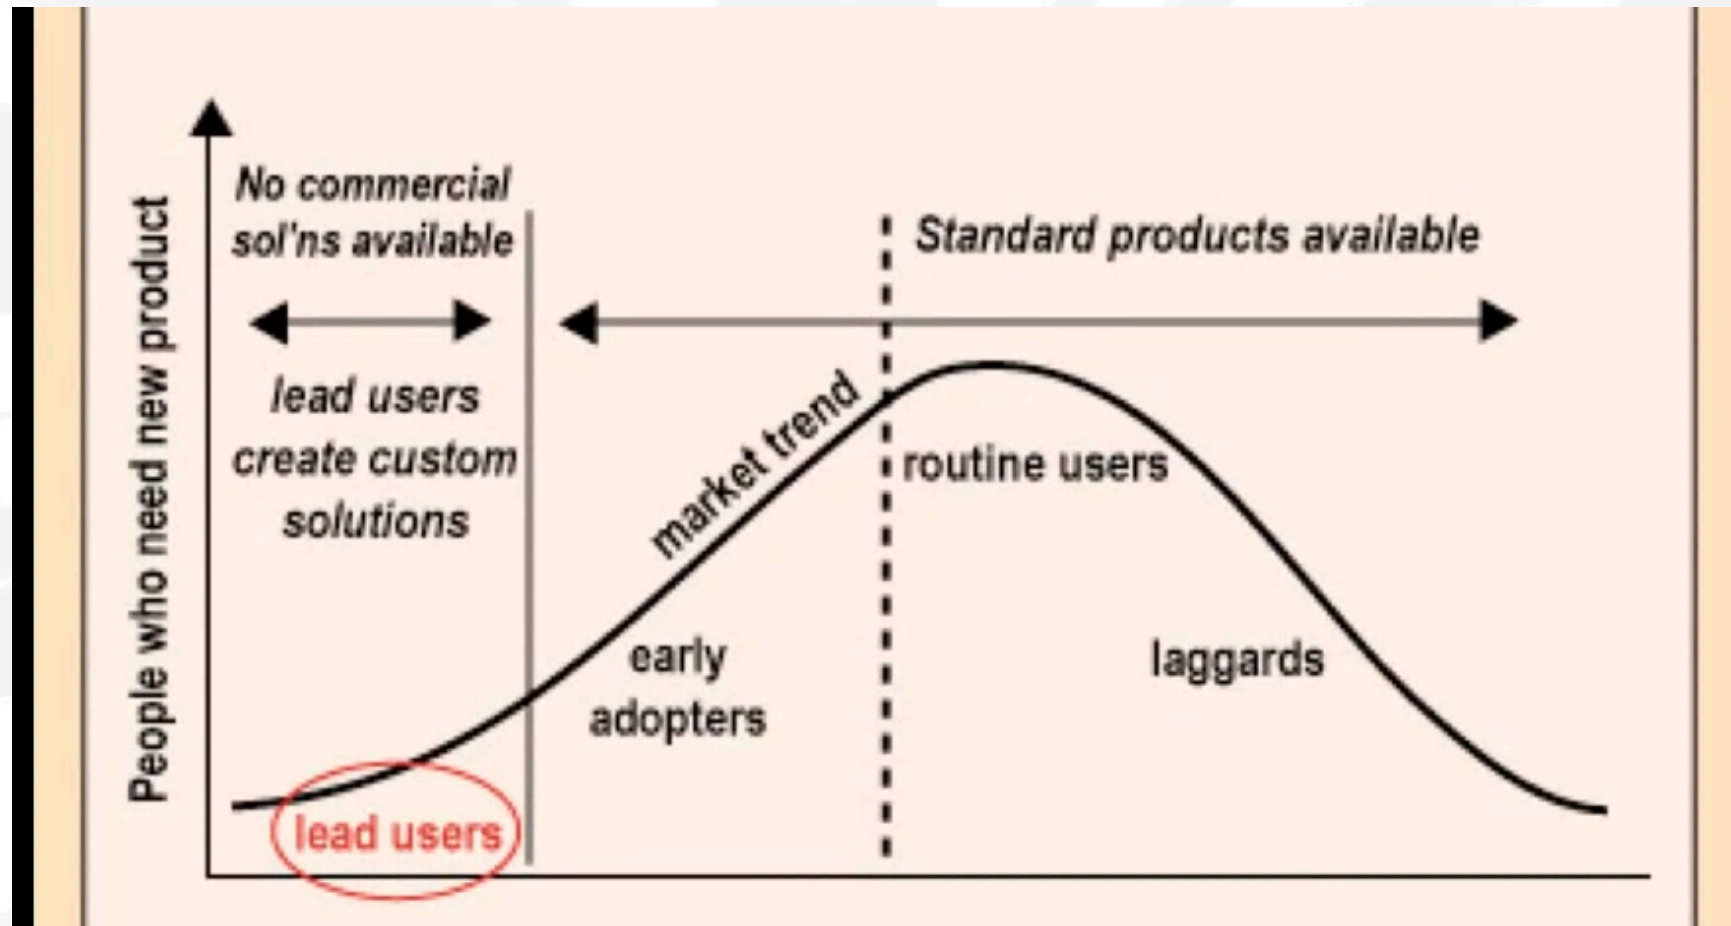 People who need new product
No commercial
sol'ns available
lead users
create custom
solutions
lead users
market trend
early
adopters
Standard products available
routine users
laggards